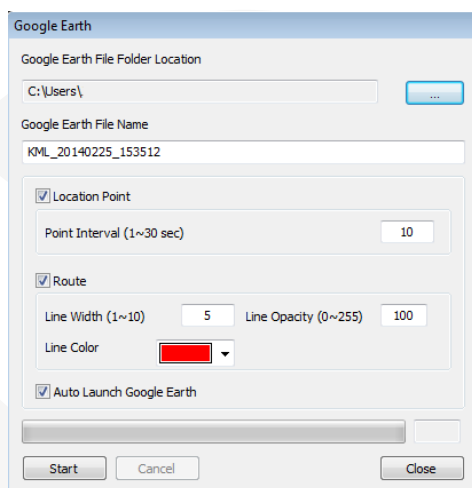 Google Earth
Google Earth File Folder Location
C:\Users\
...
Google Earth File Name
KML_20140225_153512
Location Point
Point Interval (1~30 sec) 10
Route
Line Width (1~10) 5 Line Opacity (0~255) 100
Line Color
Auto Launch Google Earth
Start Cancel Close